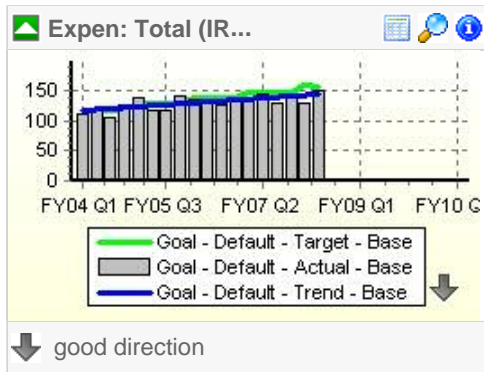 Expen: Total (IR...
150
100
50
0
FY04 Q1 FY05 Q3 FY07 Q2 FY09 Q1 FY10 Q
Goal - Default - Target - Base
Goal - Default - Actual - Base
Goal - Default - Trend - Base
good direction